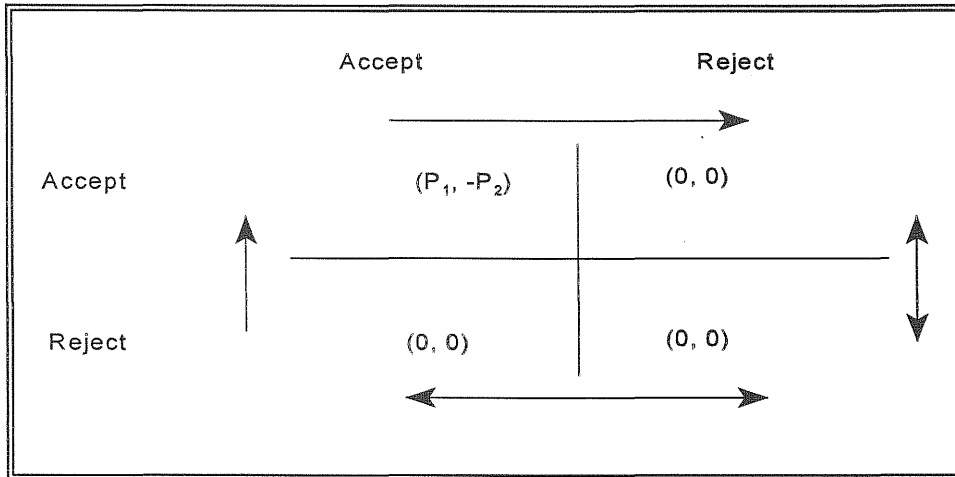 Accept Reject
Accept (P₁, -P₂) (0, 0)
Reject (0, 0) (0, 0)